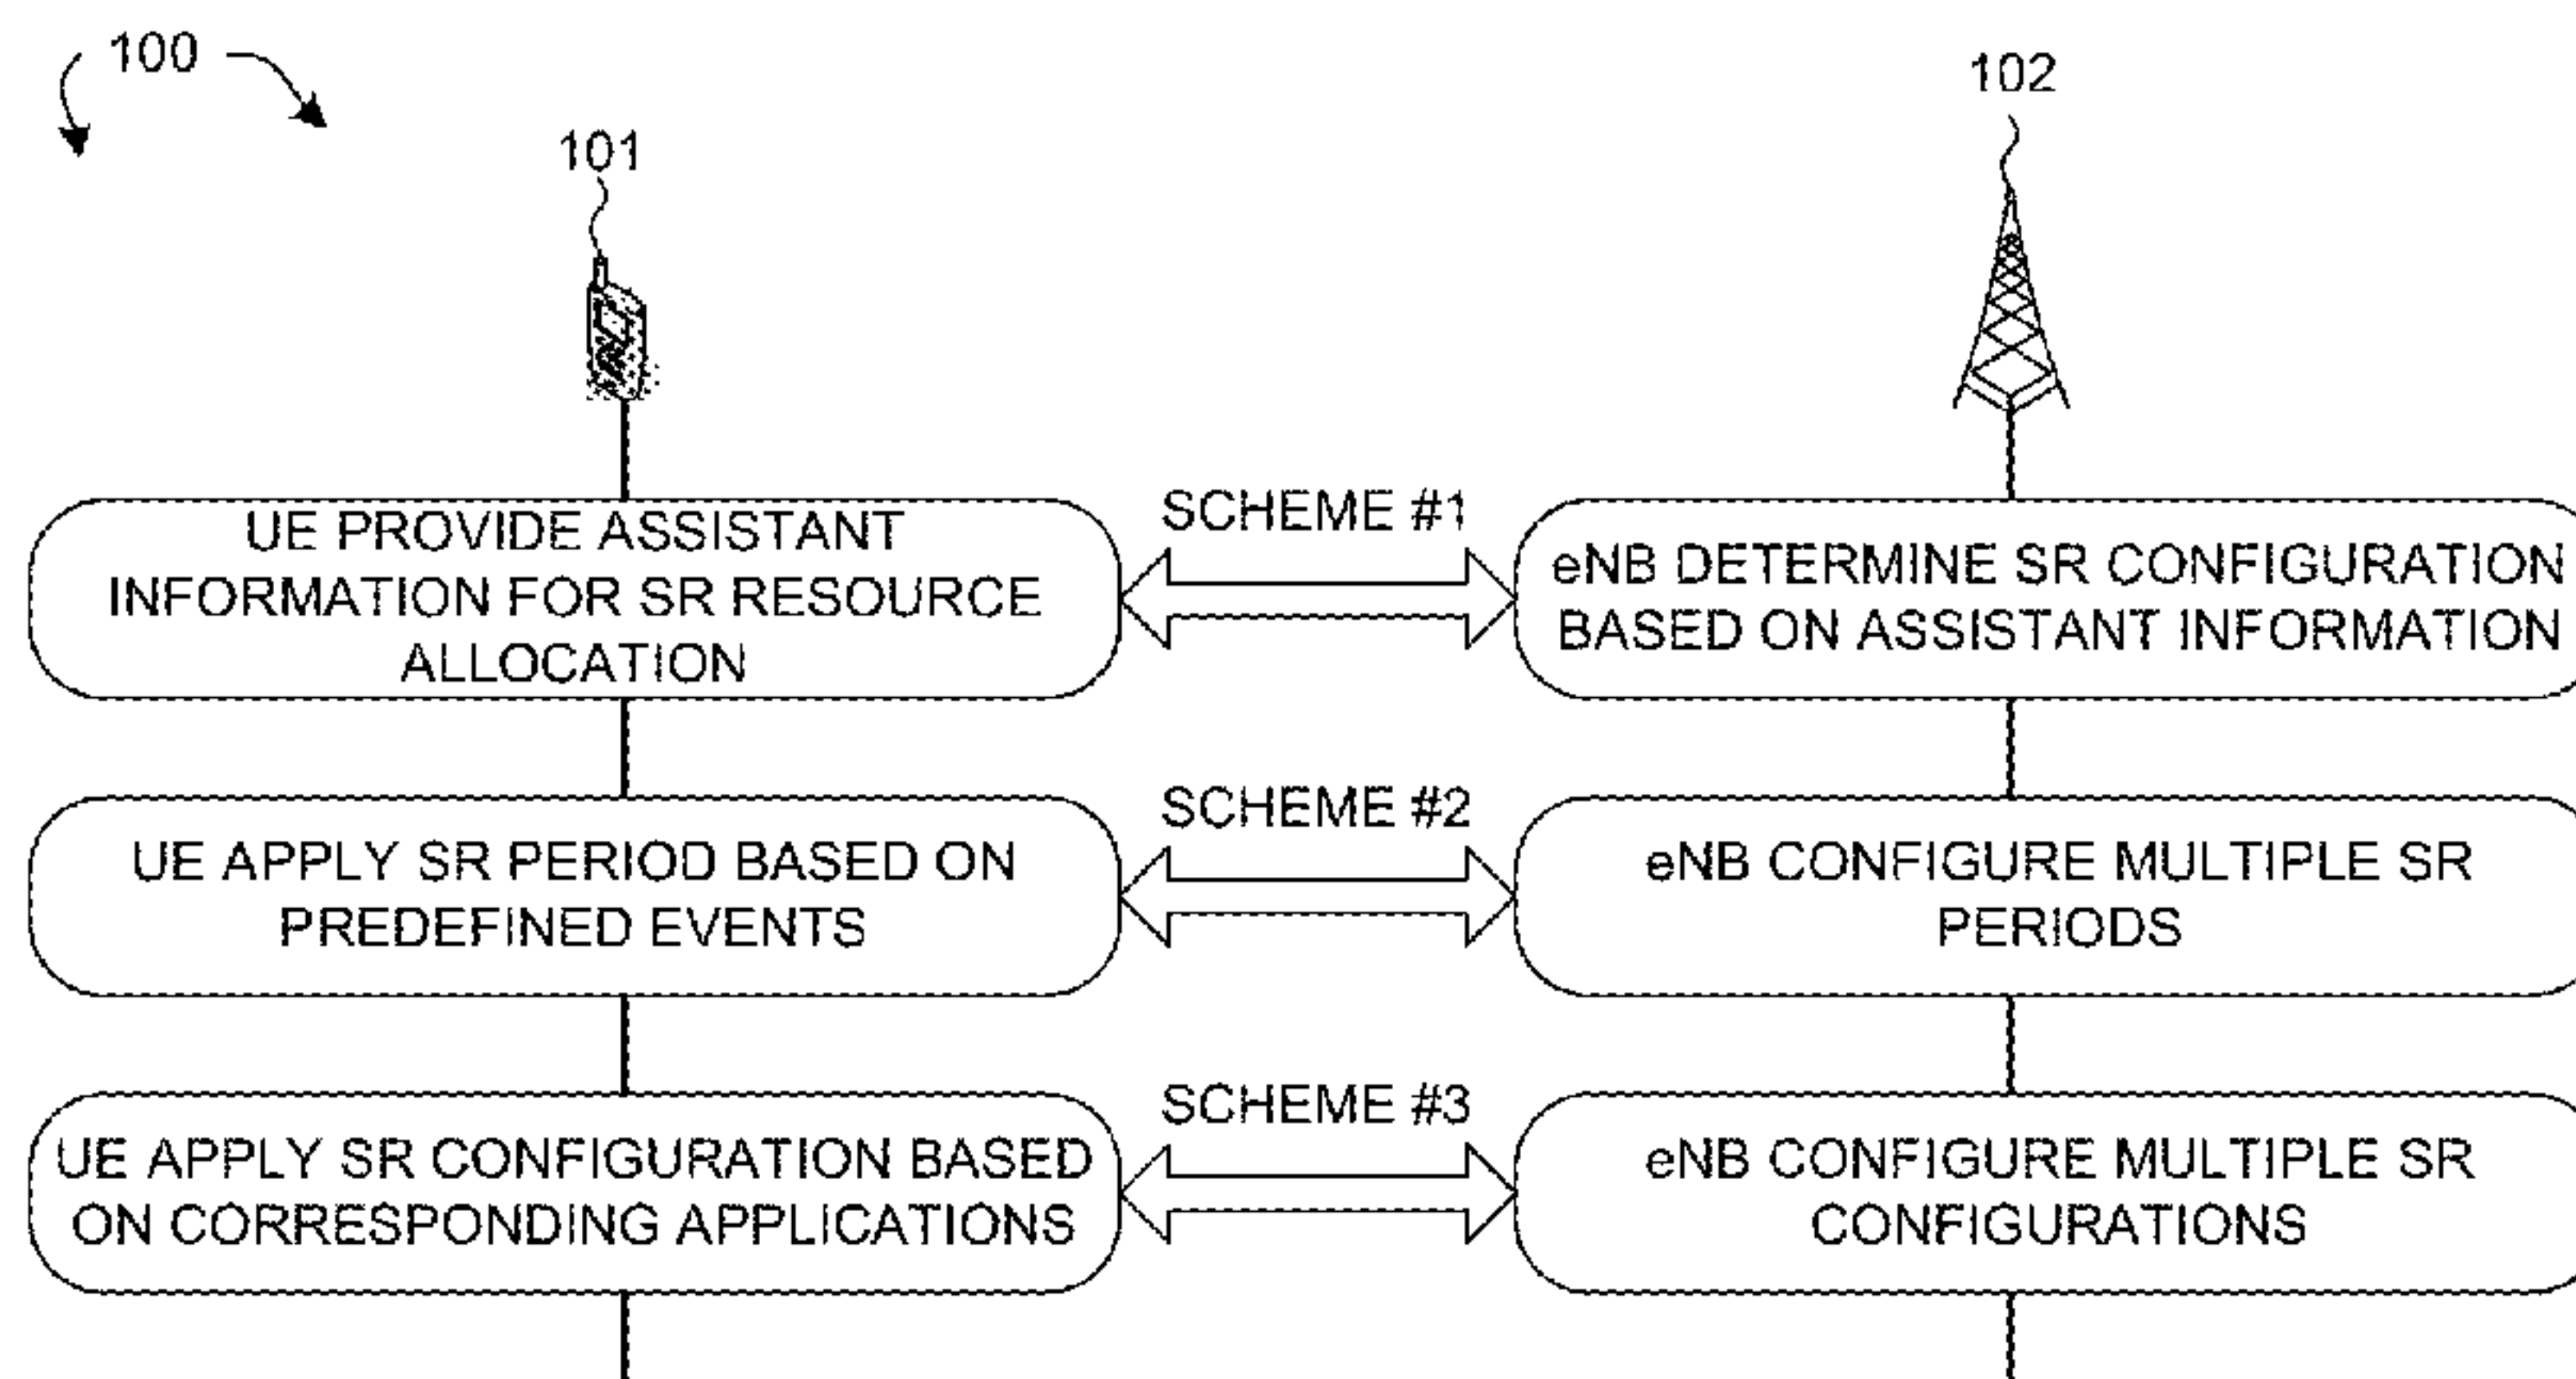 100
102
101
SCHEME #1
UE PROVIDE ASSISTANT
INFORMATION FOR SR RESOURCE
ALLOCATION
eNB DETERMINE SR CONFIGURATION
BASED ON ASSISTANT INFORMATION
SCHEME #2
UE APPLY SR PERIOD BASED ON
PREDEFINED EVENTS
eNB CONFIGURE MULTIPLE SR
PERIODS
SCHEME #3
UE APPLY SR CONFIGURATION BASED
ON CORRESPONDING APPLICATIONS
eNB CONFIGURE MULTIPLE SR
CONFIGURATIONS